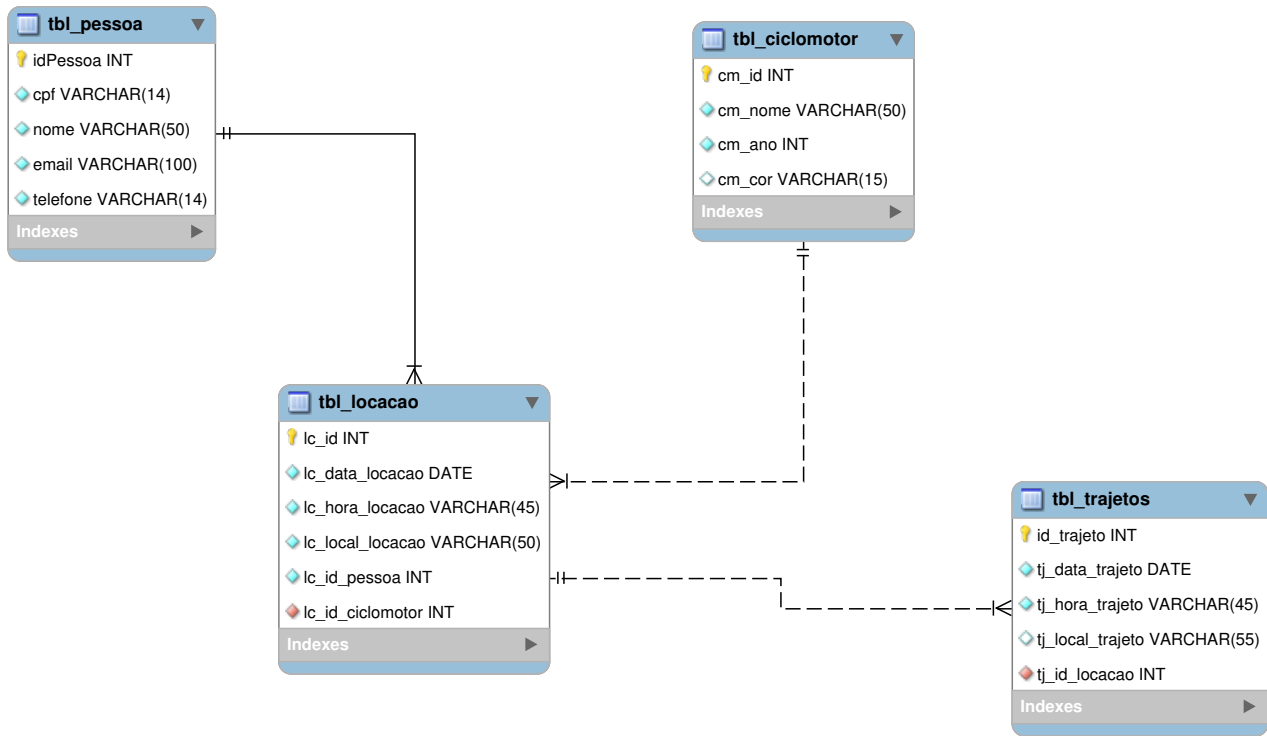 tbl_pessoa
idPessoa INT
cpf VARCHAR(14)
nome VARCHAR(50)
email VARCHAR(100)
telefone VARCHAR(14)
Indexes
tbl_ciclomotor
cm_id INT
cm_nome VARCHAR(50)
cm_ano INT
cm_cor VARCHAR(15)
Indexes
tbl_locacao
lc_id INT
lc_data_locacao DATE
lc_hora_locacao VARCHAR(45)
lc_local_locacao VARCHAR(50)
lc_id_pessoa INT
lc_id_ciclomotor INT
Indexes
tbl_trajetos
id_trajeto INT
tj_data_trajeto DATE
tj_hora_trajeto VARCHAR(45)
tj_local_trajeto VARCHAR(55)
tj_id_locacao INT
Indexes